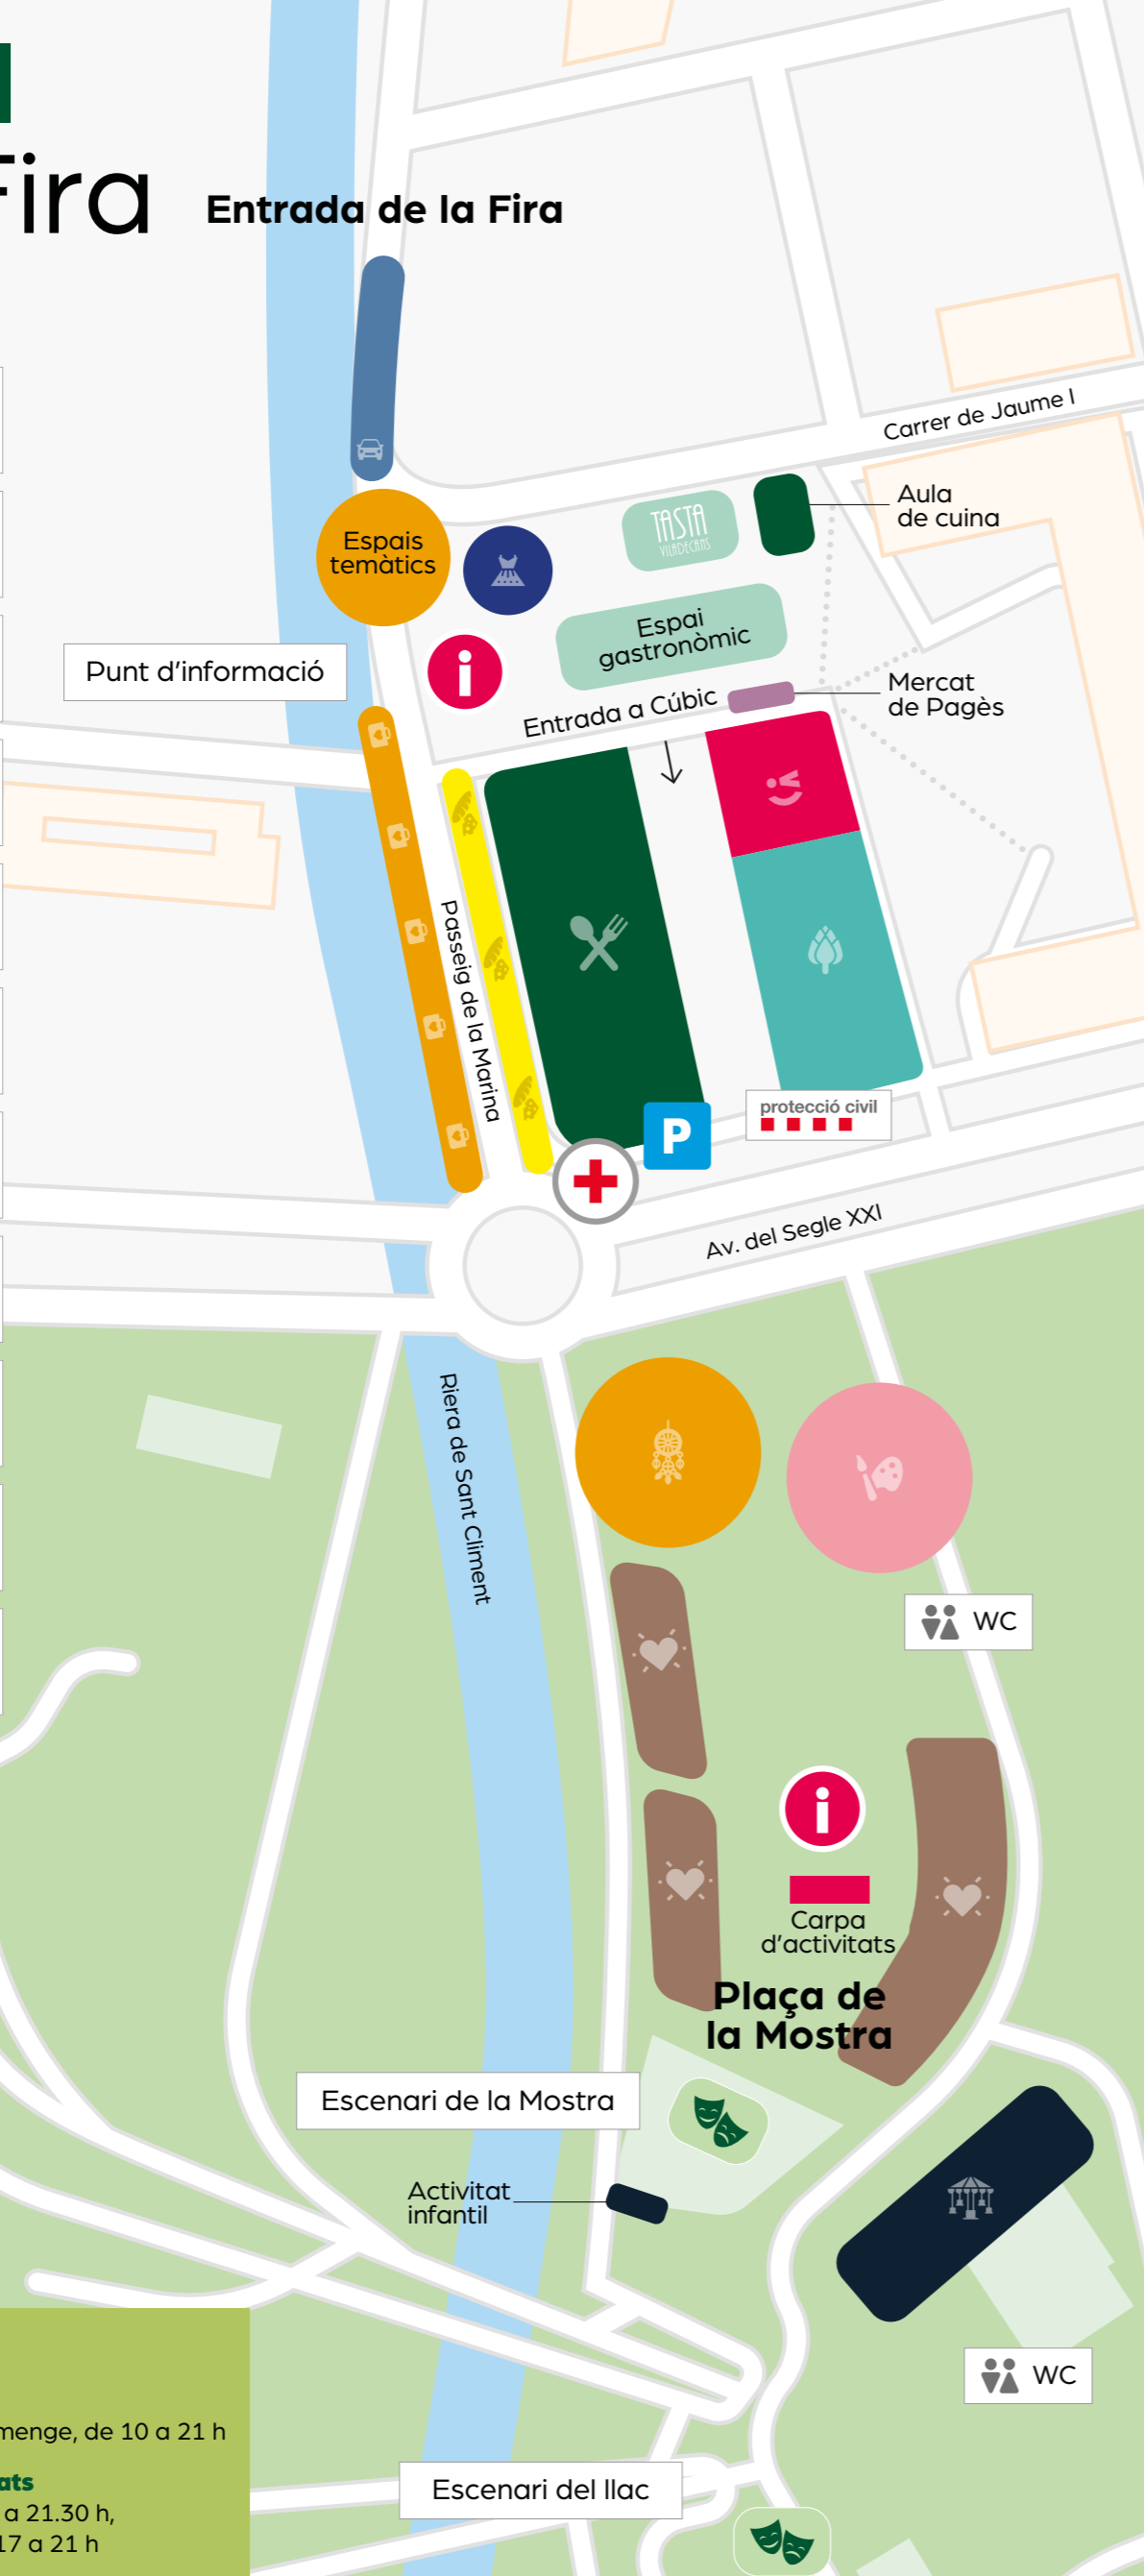 Fira
Entrada de la Fira
Carrer de Jaume I
Aula
de cuina
TASTA
VILADECANS
Espais
temàtics
Espai
gastronòmic
Punt d'informació
Mercat
de Pagès
Entrada a Cúbic
Passeig de la Marina
P
protecció civil
Av. del Segle XXI
Riera de Sant Climent
WC
i
Carpa
d'activitats
Plaça de
la Mostra
Escenari de la Mostra
Activitat
infantil
WC
menge, de 10 a 21 h
ats
a 21.30 h,
17 a 21 h
Escenari del llac